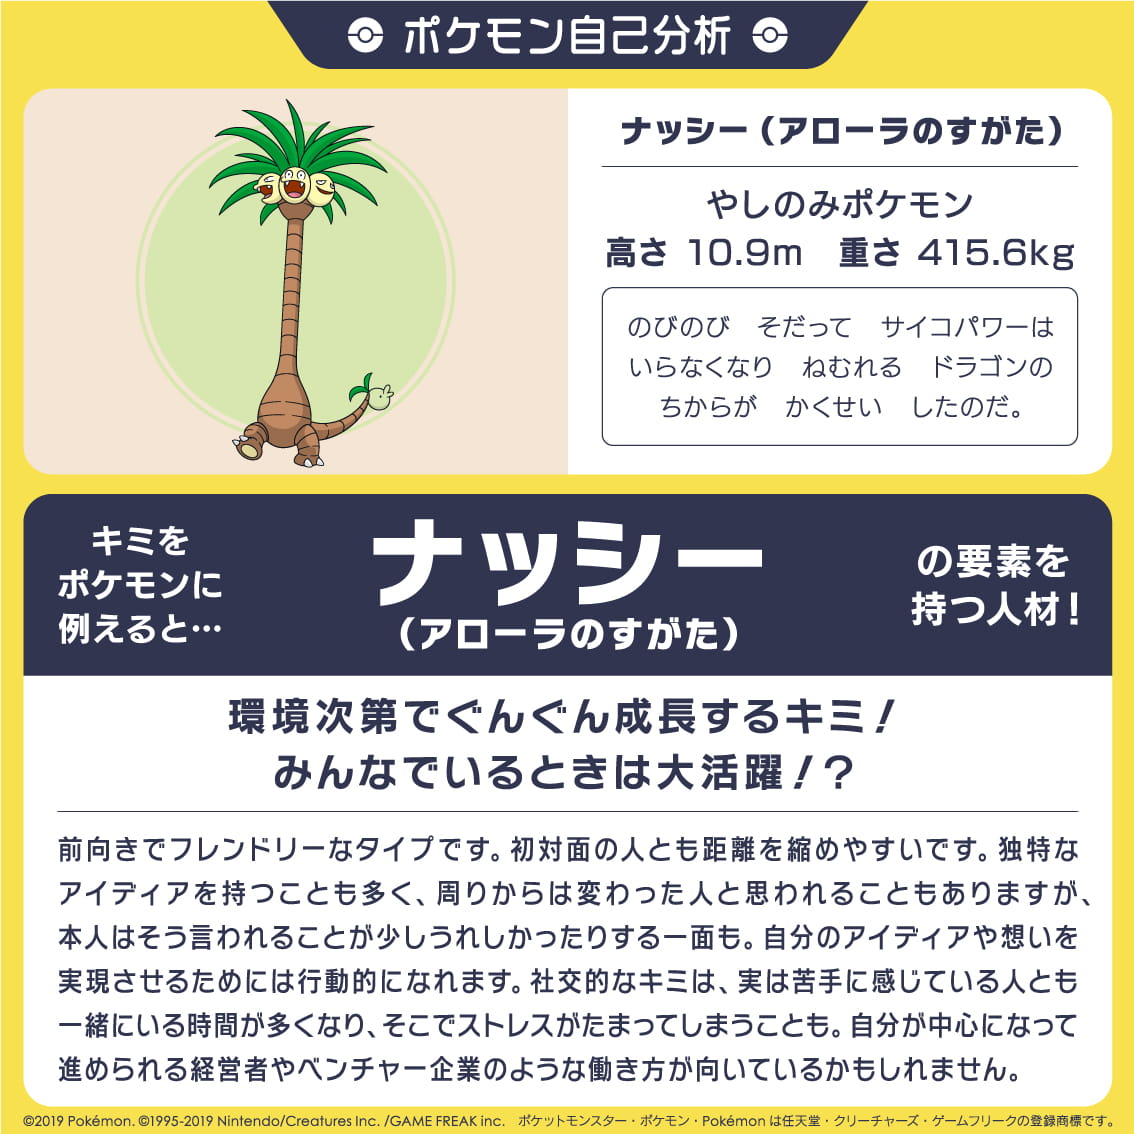 ポケモン自己分析
ナッシー（アローラのすがた）
やしのみポケモン
高さ 10.9m　重さ 415.6kg
のびのび　そだって　サイコパワーは
いらなくなり　ねむれる　ドラゴンの
ちからが　かくせい　したのだ。
キミを
ポケモンに
例えると…
ナッシー
（アローラのすがた）
の要素を
持つ人材！
環境次第でぐんぐん成長するキミ！
みんなでいるときは大活躍！？
前向きでフレンドリーなタイプです。初対面の人とも距離を縮めやすいです。独特な
アイディアを持つことも多く、周りからは変わった人と思われることもありますが、
本人はそう言われることが少しうれしかったりする一面も。自分のアイディアや想いを
実現させるためには行動的になれます。社交的なキミは、実は苦手に感じている人とも
一緒にいる時間が多くなり、そこでストレスがたまってしまうことも。自分が中心になって
進められる経営者やベンチャー企業のような働き方が向いているかもしれません。
©2019 Pokémon. ©1995-2019 Nintendo/Creatures Inc. /GAME FREAK inc.　ポケットモンスター・ポケモン・Pokémon は任天堂・クリーチャーズ・ゲームフリークの登録商標です。